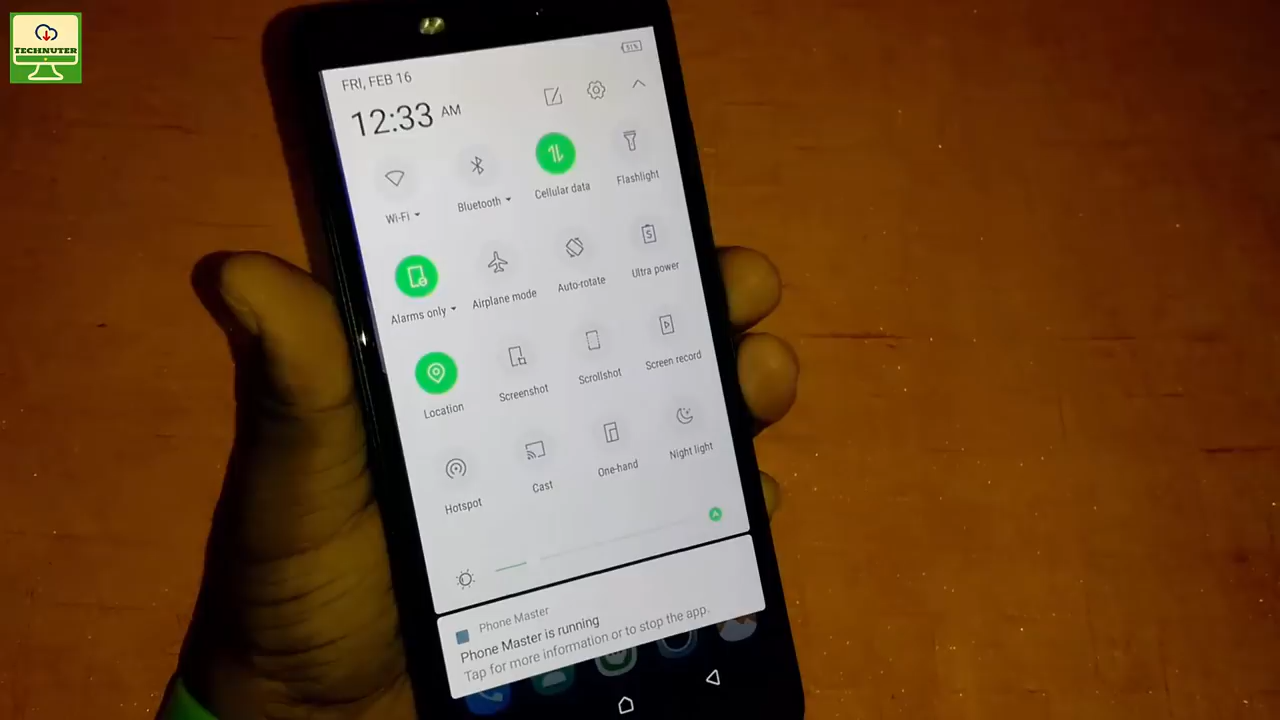 TECHNUTER
51%
FRI, FEB 16
12:33 AM
Wi-Fi
Bluetooth
Cellular data
Flashlight
Alarms only
Airplane mode
Auto-rotate
Ultra power
Location
Screenshot
Scrollshot
Screen record
Hotspot
Cast
One-hand
Night light
Phone Master
Phone Master is running
Tap for more information or to stop the app.